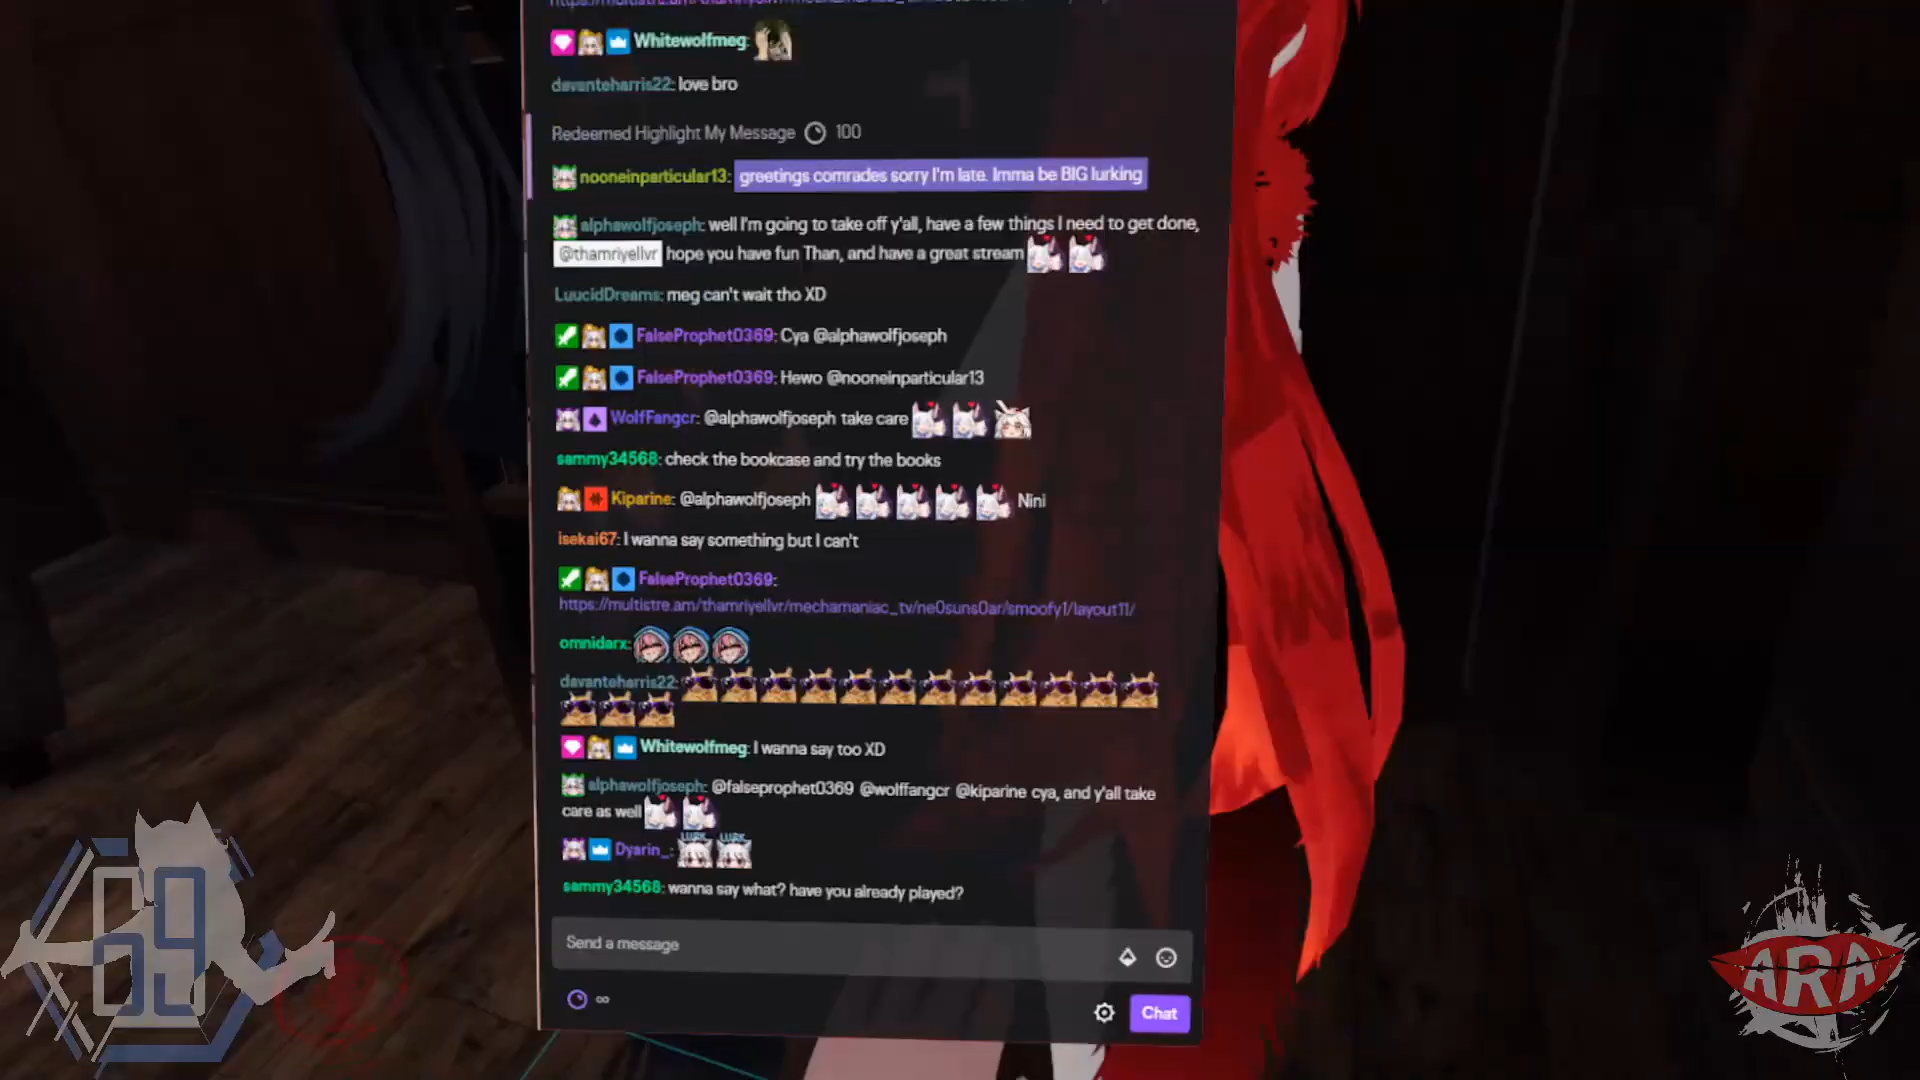 Whitewolfmeg:
davanteharris22: love bro
Redeemed Highlight My Message 100
nooneinparticular13: greetings comrades sorry I'm late. Imma be BIG lurking
alphawolfjoseph: well I'm going to take off y'all, have a few things I need to get done,
@thamriyellvr hope you have fun Than, and have a great stream
LuucidDreams: meg can't wait tho XD
FalseProphet0369: Cya @alphawolfjoseph
FalseProphet0369: Hewo @nooneinparticular13
WolfFangcr: @alphawolfjoseph take care
sammy34568: check the bookcase and try the books
Kiparine: @alphawolfjoseph Nini
isekai67: I wanna say something but I can't
FalseProphet0369:
https://multistre.am/thamriyellvr/mechamaniac_tv/ne0suns0ar/smoofy1/layout11/
omnidarx:
davanteharris22:
Whitewolfmeg: I wanna say too XD
alphawolfjoseph: @falseprophet0369 @wolffangcr @kiparine cya, and y'all take
care as well
Dyarin_:
LURK LURK
sammy34568: wanna say what? have you already played?
Send a message
∞
Chat
69
ARA